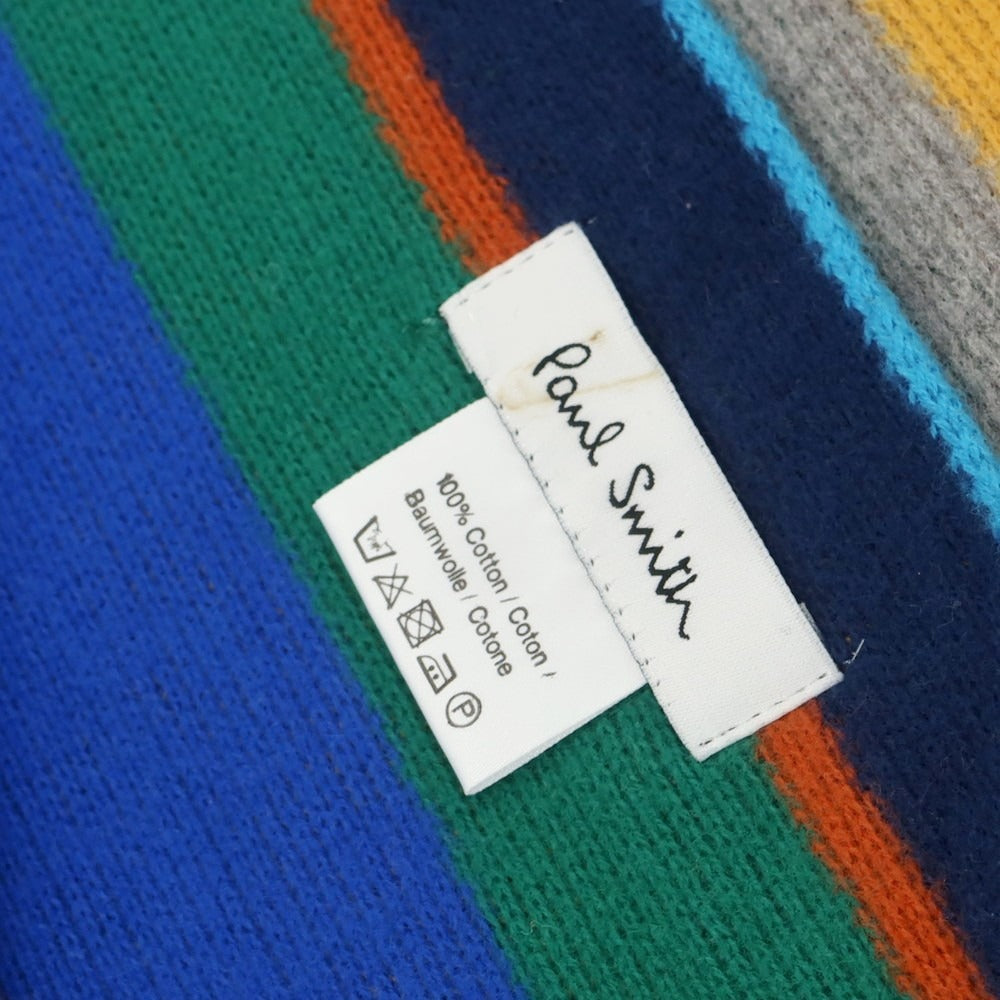 Paul Smith
100% Cotton / Coton /
Baumwolle / Cotone
P